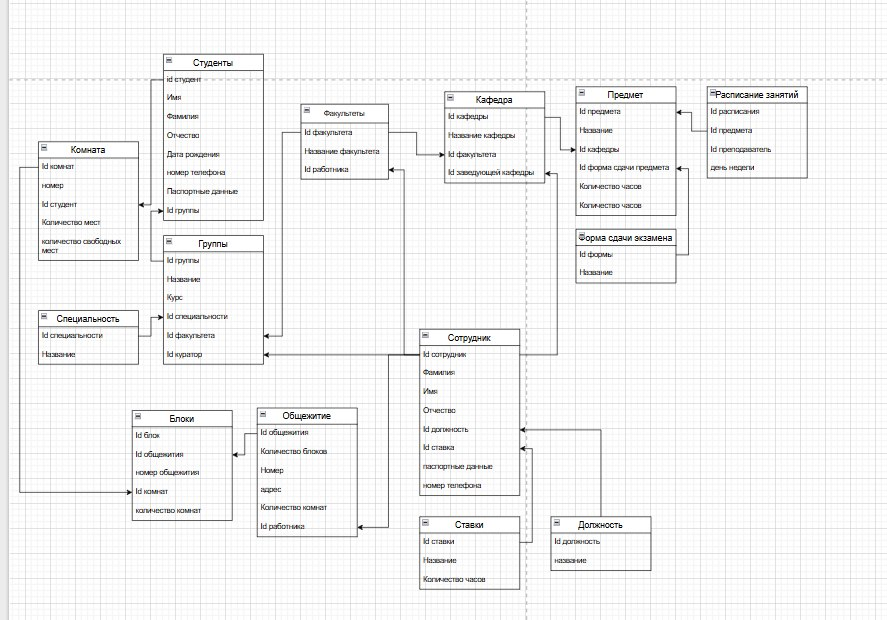 Студенты
id студент
Имя
Фамилия
Отчество
Дата рождения
номер телефона
Паспортные данные
Id группы
Факультеты
Id факультета
Название факультета
Id работника
Кафедра
Id кафедры
Название кафедры
Id факультета
Id заведующей кафедры
Предмет
Id предмета
Название
Id кафедры
Id форма сдачи предмета
Количество часов
Количество часов
Расписание занятий
Id расписания
Id предмета
Id преподаватель
день недели
Комната
Id комнат
номер
Id студент
Количество мест
количество свободных
мест
Группы
Id группы
Название
Курс
Id специальности
Id факультета
Id куратор
Форма сдачи экзамена
Id формы
Название
Специальность
Id специальности
Название
Сотрудник
Id сотрудник
Фамилия
Имя
Отчество
Id должность
Id ставка
паспортные данные
номер телефона
Блоки
Id блок
Id общежития
номер общежития
Id комнат
количество комнат
Общежитие
Id общежития
Количество блоков
Номер
адрес
Количество комнат
Id работника
Ставки
Id ставки
Название
Количество часов
Должность
Id должность
название